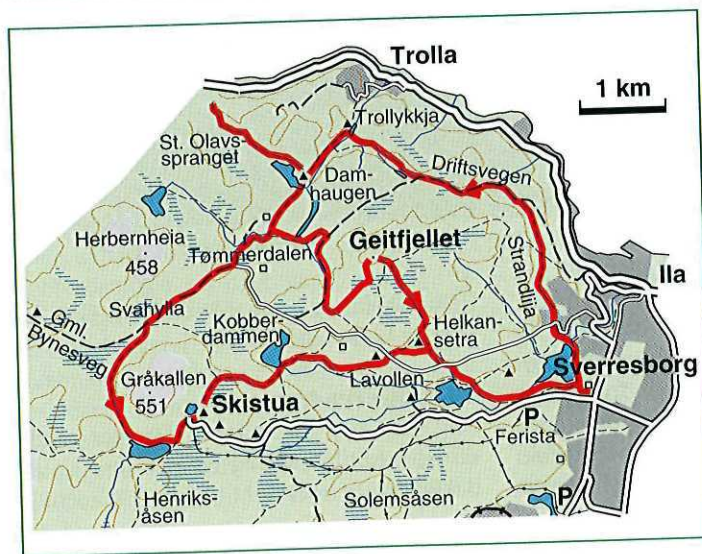 Trolla
1 km
Trollykkja
St. Olavs-
spranget
Dam-
haugen
Driftsvegen
Herbernheia
458
Tømmerdalen
Geitfjellet
Strandlija
Ila
Svahylla
Gml.
Bynesveg
Kobber-
dammen
Helkan-
setra
Gråkallen
551
Skistua
Lavollen
Sverresborg
P
Ferista
Henriks-
åsen
Solemsåsen
P